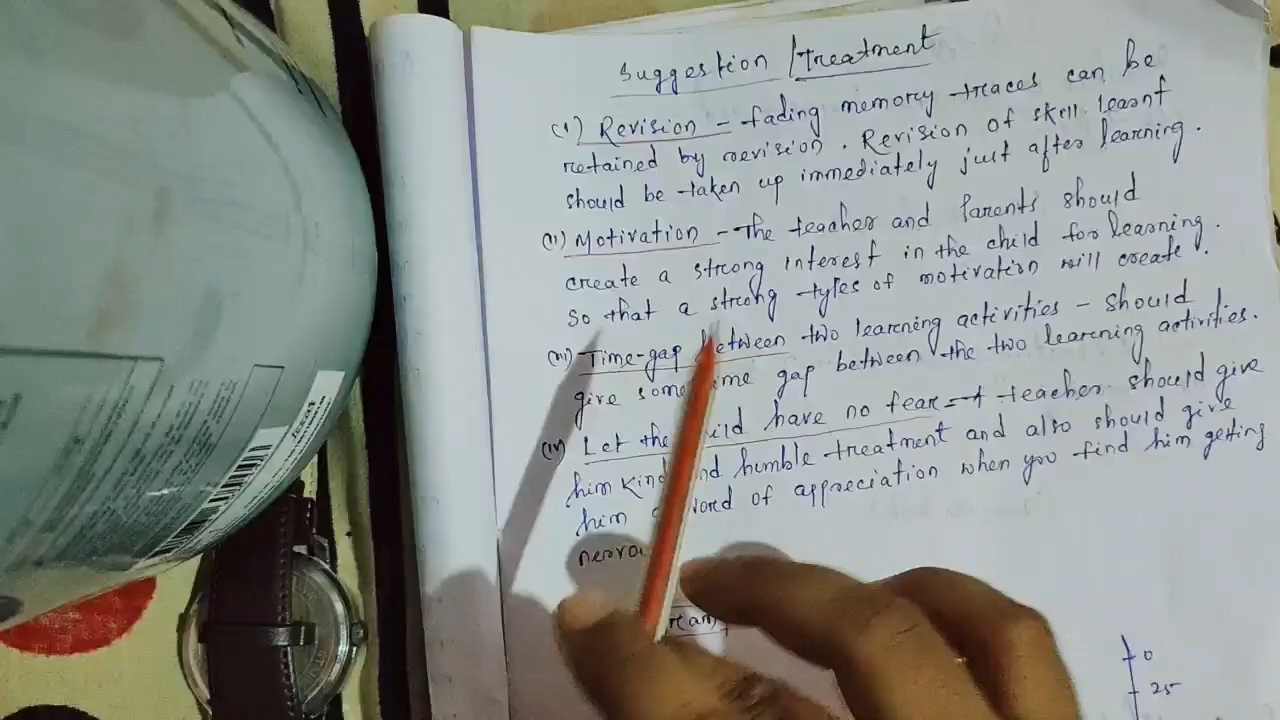 Suggestion / Treatment
(i) Revision - fading memory traces can be
retained by revision. Revision of skill learnt
should be taken up immediately just after learning.
(ii) Motivation - The teacher and Parents should
create a strong interest in the child for learning.
So that a strong types of motivation will create.
(iii) Time-gap between two learning activities - should
give some time gap between the two learning activities.
(iv) Let the child have no fear - A teacher should give
him kind and humble treatment and also should give
him a word of appreciation when you find him getting
0
25